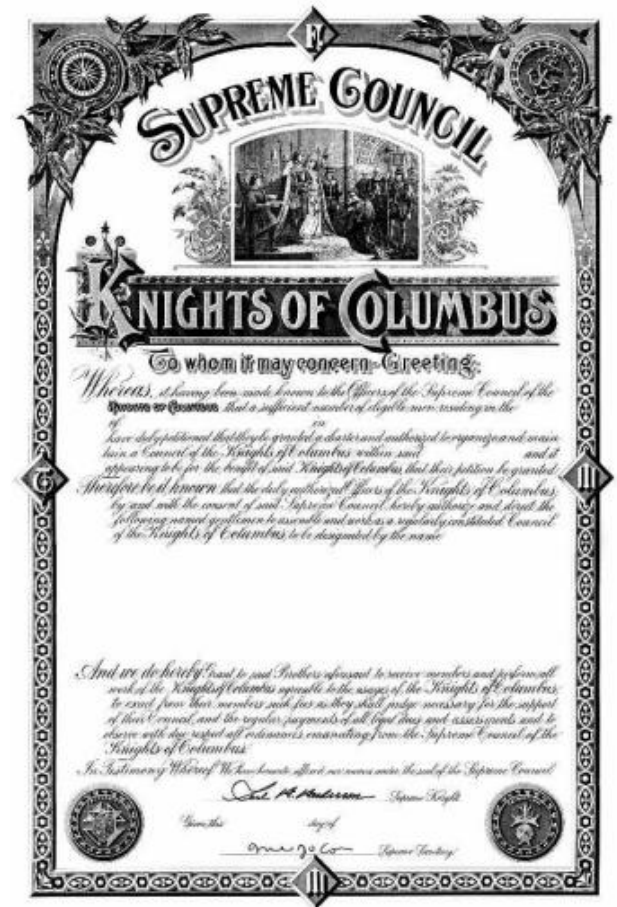 F
SUPREME COUNCIL
KNIGHTS OF COLUMBUS
To whom it may concern - Greeting:
Whereas, it having been made known to the Officers of the Supreme Council of the
Knights of Columbus that a sufficient number of eligible men residing in the
of in
have duly petitioned that they be granted a charter and authorized to organize and main
tain a Council of the Knights of Columbus within said and it
appearing to be for the benefit of said Knights of Columbus, that their petition be granted
Therefore be it known that the duly authorized Officers of the Knights of Columbus,
by and with the consent of said Supreme Council hereby authorize and direct the
following named gentlemen to assemble and work as a regularly constituted Council
of the Knights of Columbus to be designated by the name
And we do hereby Grant to said Brothers aforesaid to receive members and perform all
work of the Knights of Columbus agreeable to the usages of the Knights of Columbus,
to exact from their members such fees as they shall judge necessary for the support
of their Council, and the regular payments of all legal dues and assessments and to
observe with due respect all ordinances emanating from the Supreme Council of the
Knights of Columbus.
In Testimony Whereof We have hereunto affixed our names under the seal of the Supreme Council
Supreme Knight
Given this day of
Supreme Secretary